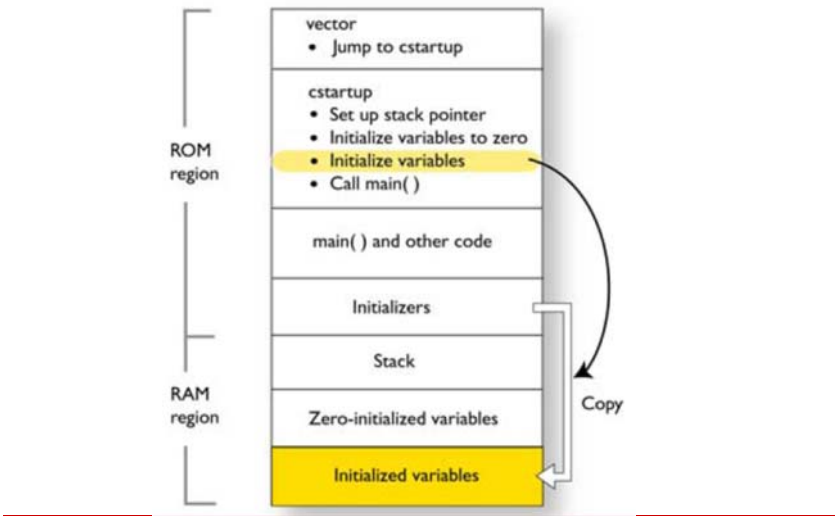 vector
• Jump to cstartup
cstartup
• Set up stack pointer
• Initialize variables to zero
• Initialize variables
• Call main( )
ROM
region
main( ) and other code
Initializers
Stack
RAM
region
Copy
Zero-initialized variables
Initialized variables